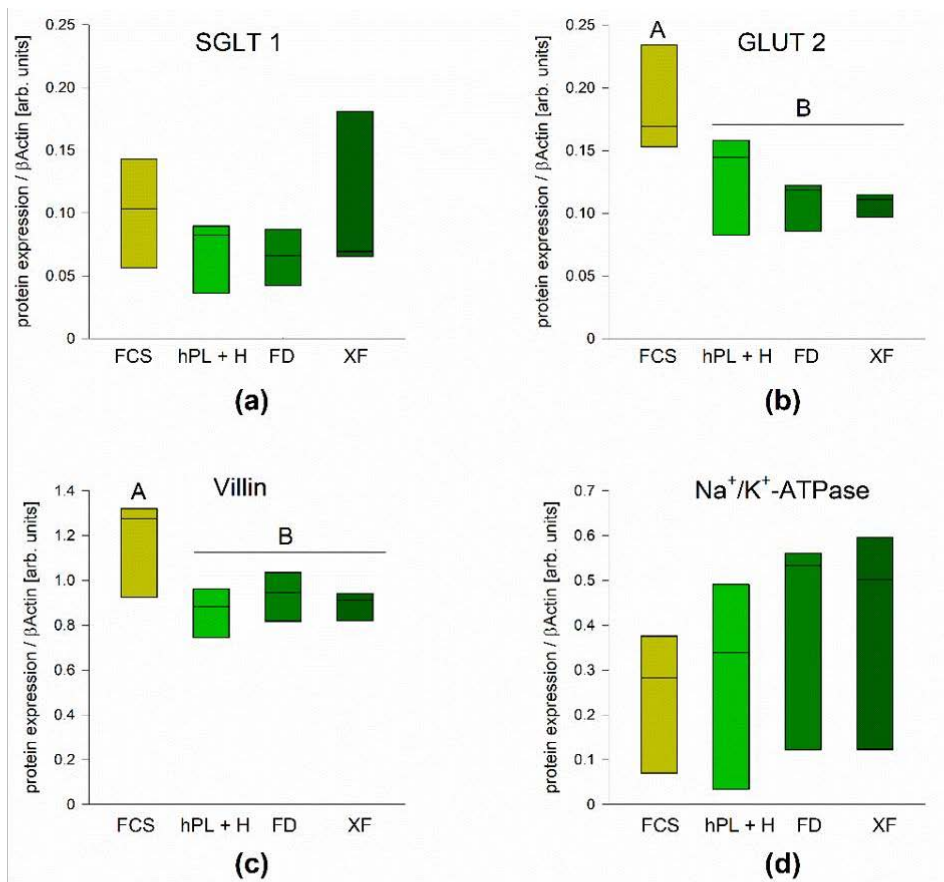 SGLT 1
protein expression / βActin [arb. units]
0.25
0.20
0.15
0.10
0.05
0
FCS hPL + H FD XF
(a)
GLUT 2
protein expression / βActin [arb. units]
0.25
0.20
0.15
0.10
0.05
0
A
B
FCS hPL + H FD XF
(b)
Villin
protein expression / βActin [arb. units]
1.4
1.2
1.0
0.8
0.6
0.4
0.2
0
A
B
FCS hPL + H FD XF
(c)
Na⁺/K⁺-ATPase
protein expression / βActin [arb. units]
0.7
0.6
0.5
0.4
0.3
0.2
0.1
0
FCS hPL + H FD XF
(d)